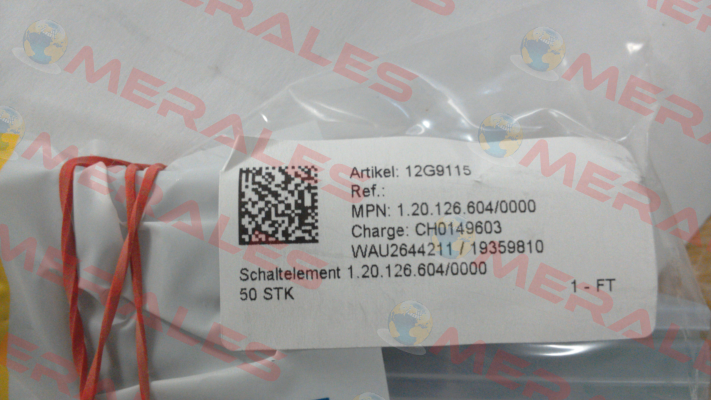 MERALES
MERALES
MERALES
MERALES
Artikel: 12G9115
Ref.:
MPN: 1.20.126.604/0000
Charge: CH0149603
WAU2644211 / 19359810
Schaltelement 1.20.126.604/0000
50 STK
1 - FT